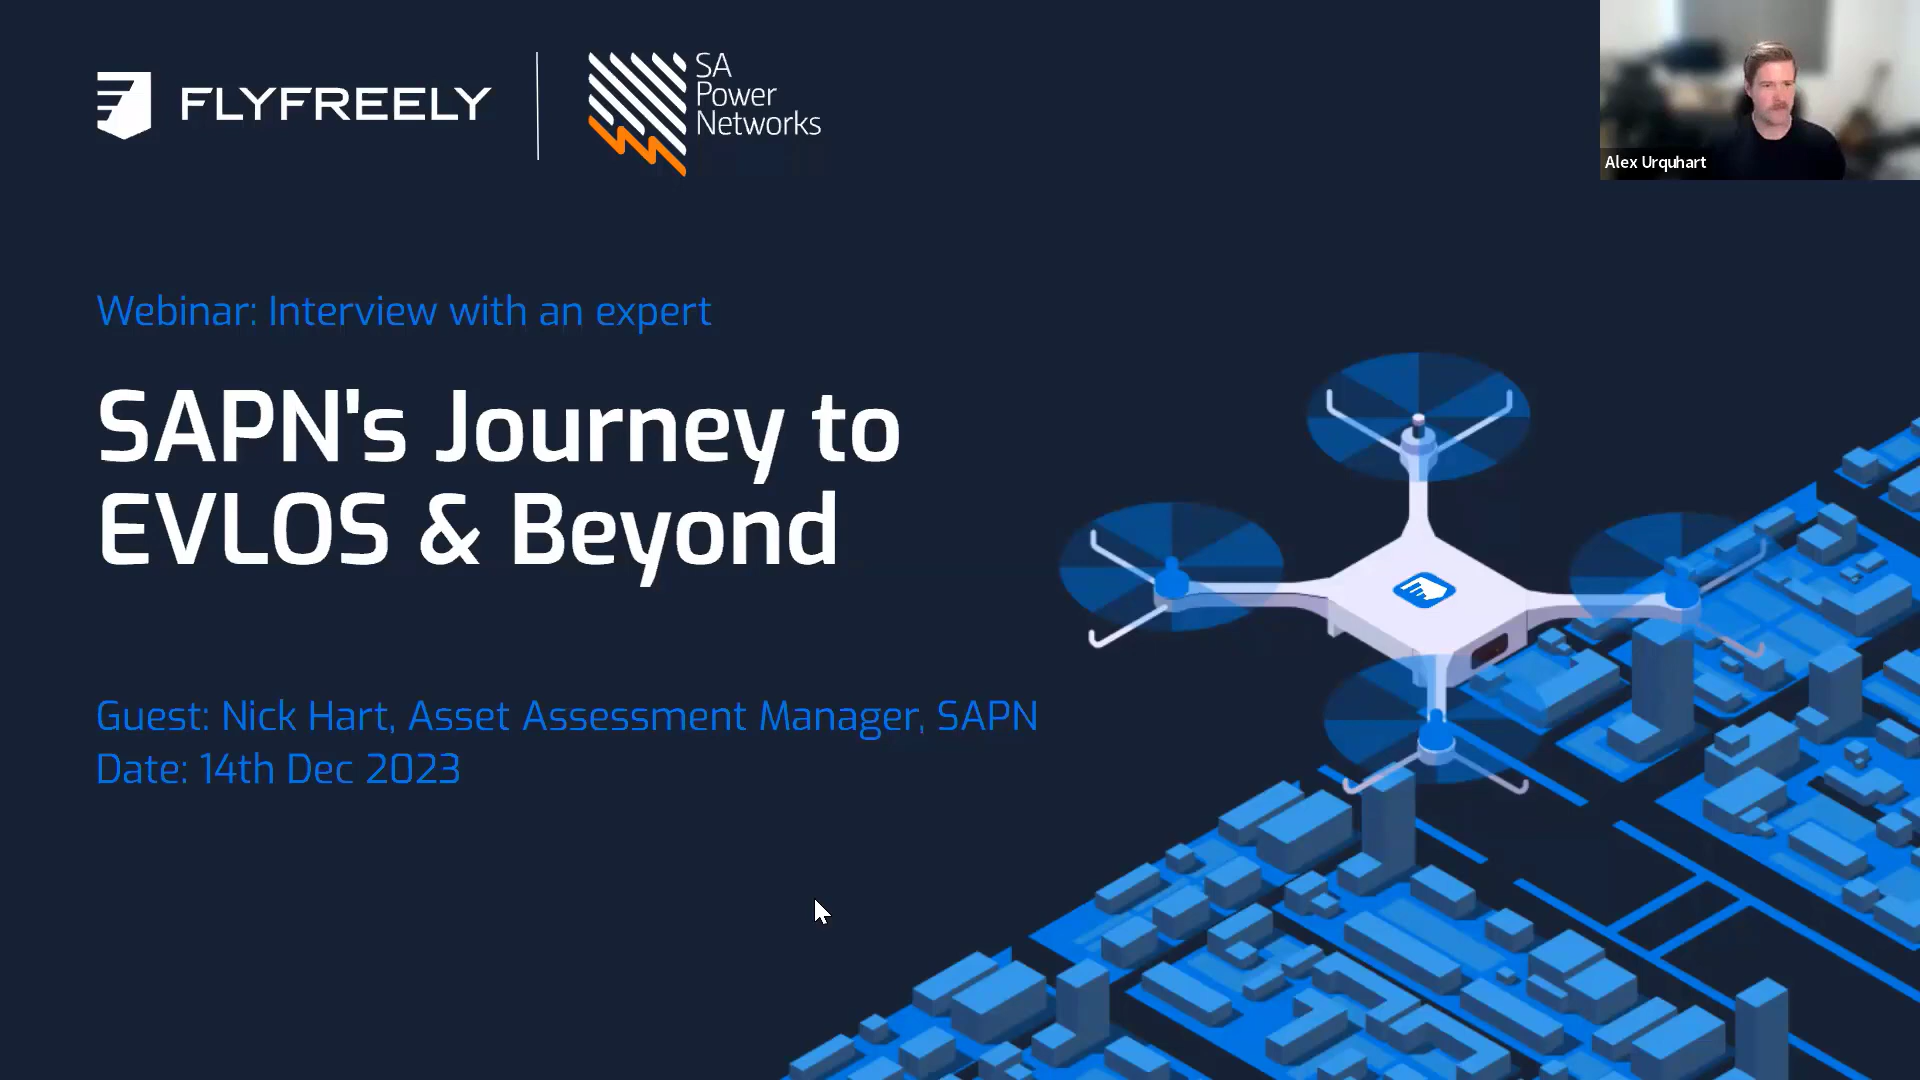 FLYFREELY
SA
Power
Networks
Alex Urquhart
Webinar: Interview with an expert
SAPN's Journey to
EVLOS & Beyond
Guest: Nick Hart, Asset Assessment Manager, SAPN
Date: 14th Dec 2023